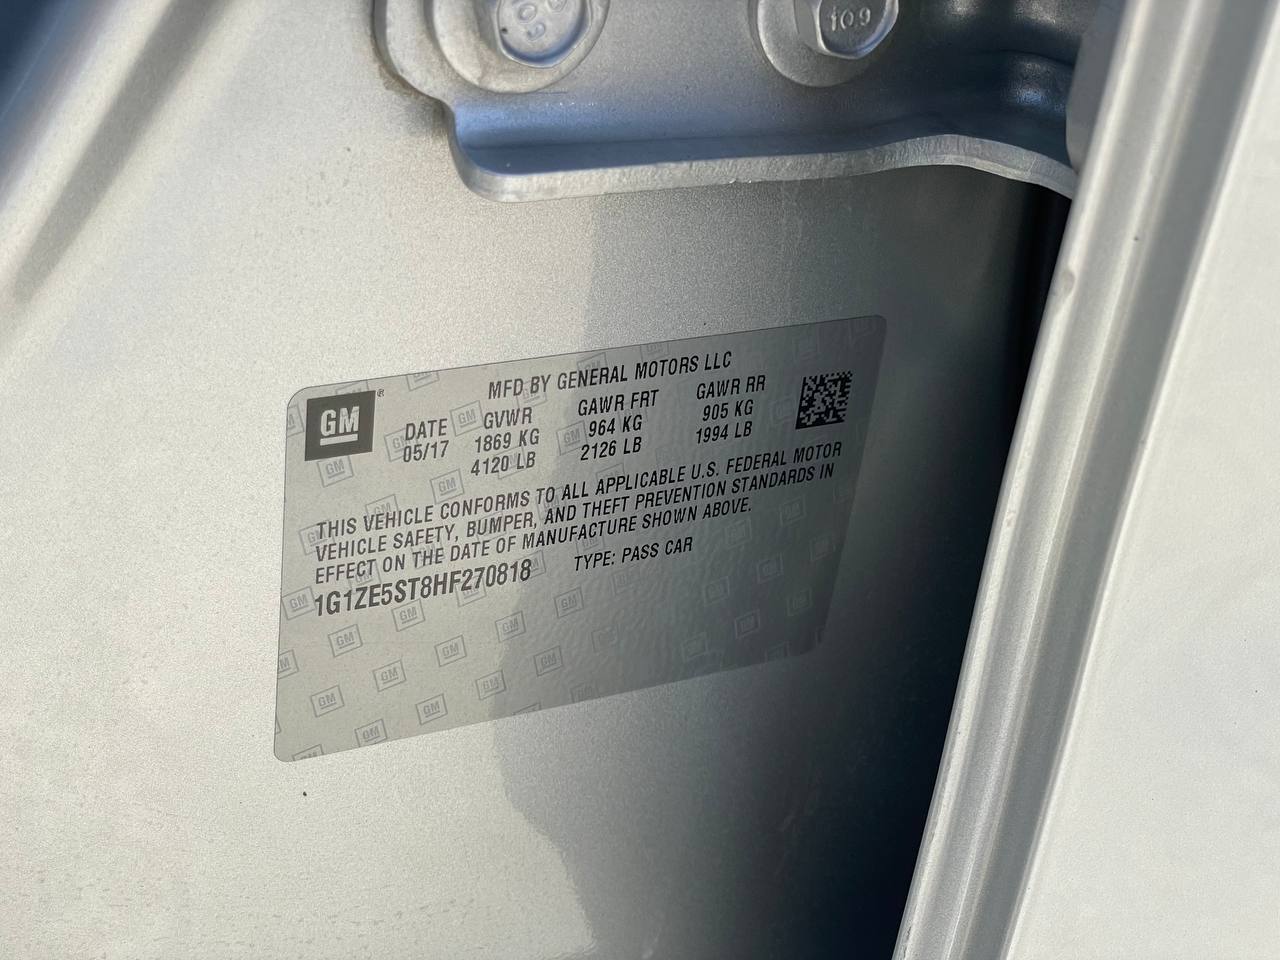 10.9
GM
®
MFD BY GENERAL MOTORS LLC
DATE GVWR GAWR FRT GAWR RR
05/17 1869 KG 964 KG 905 KG
4120 LB 2126 LB 1994 LB
THIS VEHICLE CONFORMS TO ALL APPLICABLE U.S. FEDERAL MOTOR
VEHICLE SAFETY, BUMPER, AND THEFT PREVENTION STANDARDS IN
EFFECT ON THE DATE OF MANUFACTURE SHOWN ABOVE.
1G1ZE5ST8HF270818 TYPE: PASS CAR